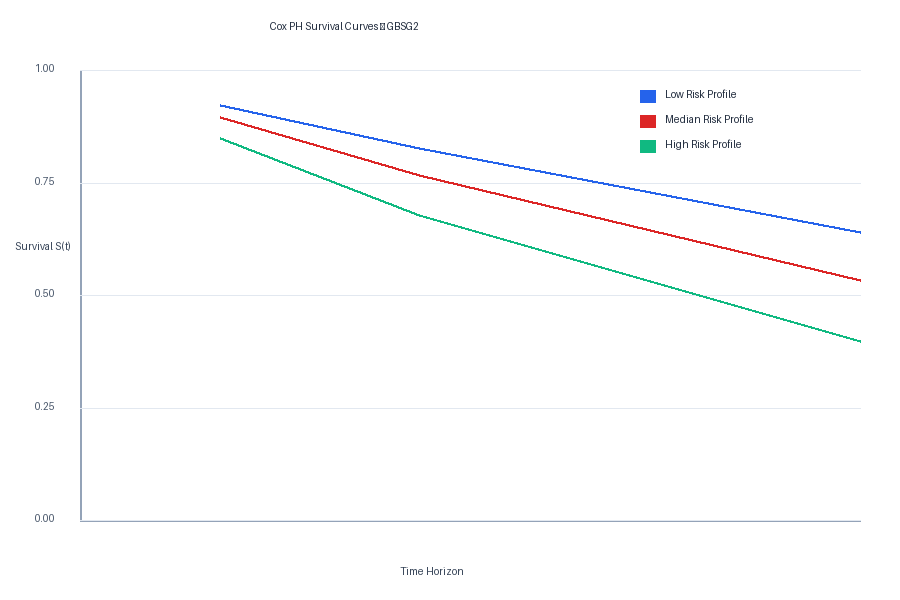 Cox PH Survival Curves GBSG2
1.00
Low Risk Profile
Median Risk Profile
High Risk Profile
0.75
Survival S(t)
0.50
0.25
0.00
Time Horizon